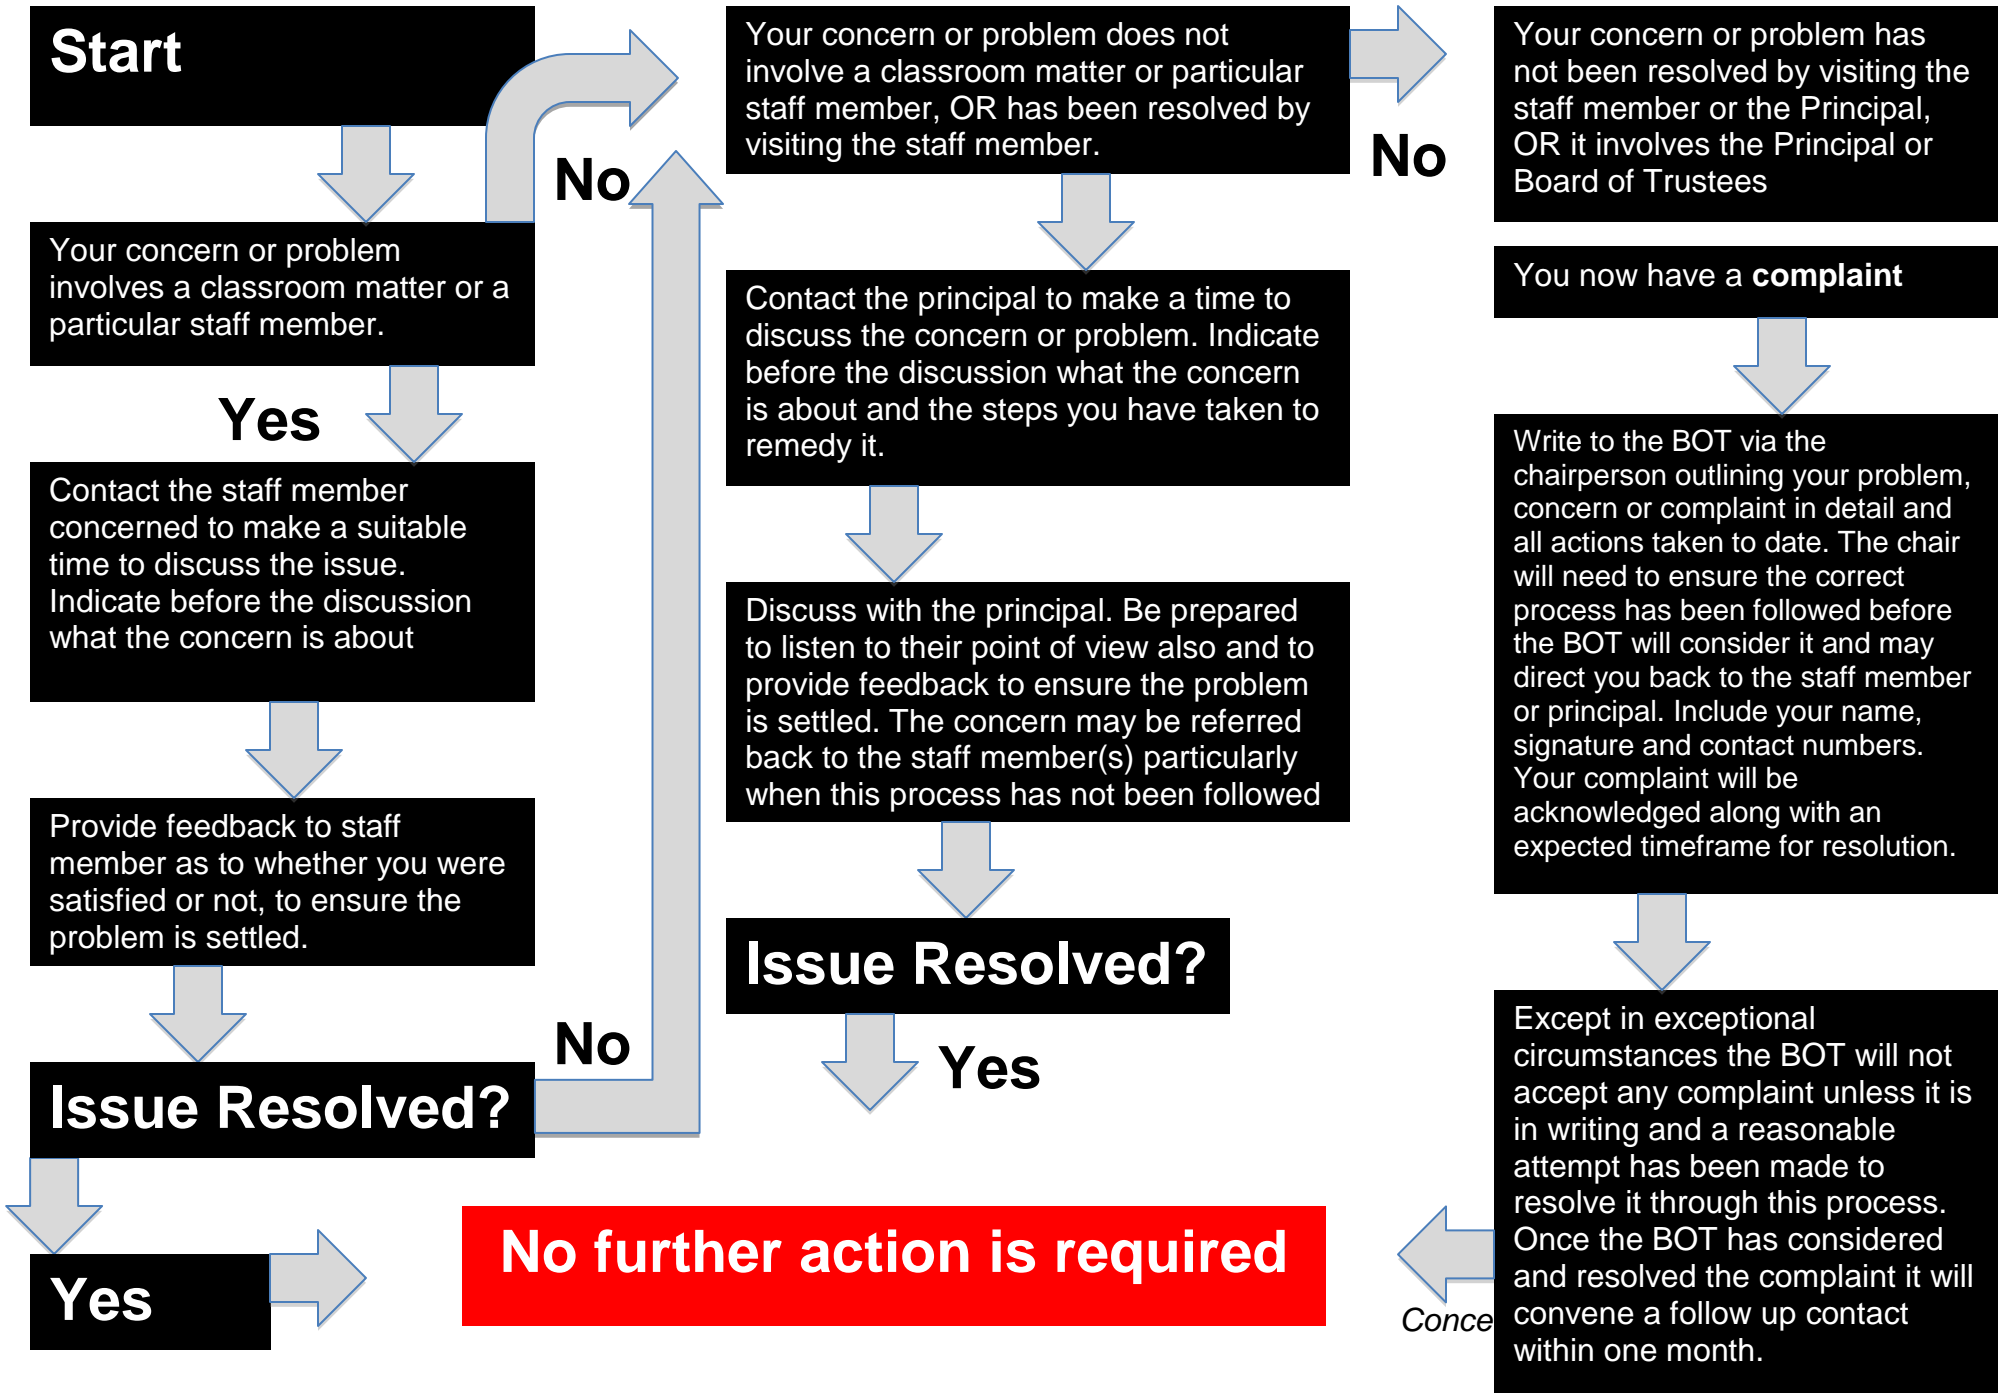 Start
Your concern or problem
involves a classroom matter or a
particular staff member.
Yes
Contact the staff member
concerned to make a suitable
time to discuss the issue.
Indicate before the discussion
what the concern is about
Provide feedback to staff
member as to whether you were
satisfied or not, to ensure the
problem is settled.
Issue Resolved?
Yes
No
No
Your concern or problem does not
involve a classroom matter or particular
staff member, OR has been resolved by
visiting the staff member.
Contact the principal to make a time to
discuss the concern or problem. Indicate
before the discussion what the concern
is about and the steps you have taken to
remedy it.
Discuss with the principal. Be prepared
to listen to their point of view also and to
provide feedback to ensure the problem
is settled. The concern may be referred
back to the staff member(s) particularly
when this process has not been followed
Issue Resolved?
Yes
No further action is required
No
Your concern or problem has
not been resolved by visiting the
staff member or the Principal,
OR it involves the Principal or
Board of Trustees
You now have a complaint
Write to the BOT via the
chairperson outlining your problem,
concern or complaint in detail and
all actions taken to date. The chair
will need to ensure the correct
process has been followed before
the BOT will consider it and may
direct you back to the staff member
or principal. Include your name,
signature and contact numbers.
Your complaint will be
acknowledged along with an
expected timeframe for resolution.
Except in exceptional
circumstances the BOT will not
accept any complaint unless it is
in writing and a reasonable
attempt has been made to
resolve it through this process.
Once the BOT has considered
and resolved the complaint it will
convene a follow up contact
within one month.
Conce